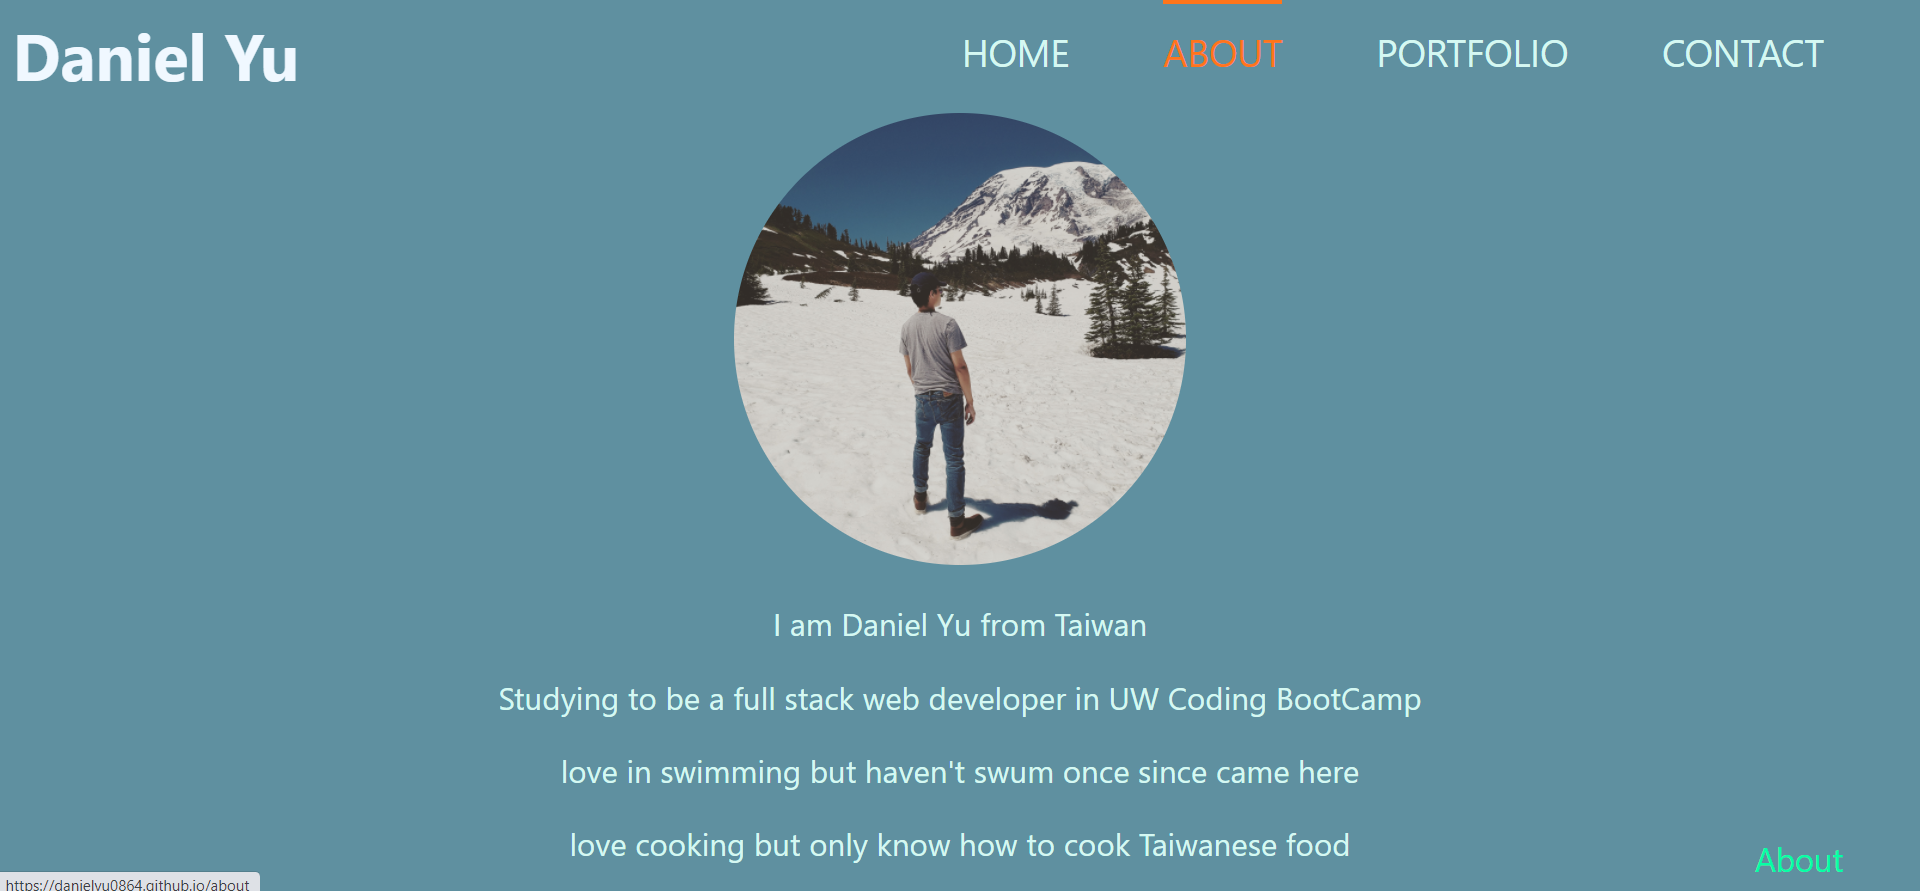 Daniel Yu
HOME ABOUT PORTFOLIO CONTACT
I am Daniel Yu from Taiwan
Studying to be a full stack web developer in UW Coding BootCamp
love in swimming but haven't swum once since came here
love cooking but only know how to cook Taiwanese food
About
https://danielyu0864.github.io/about